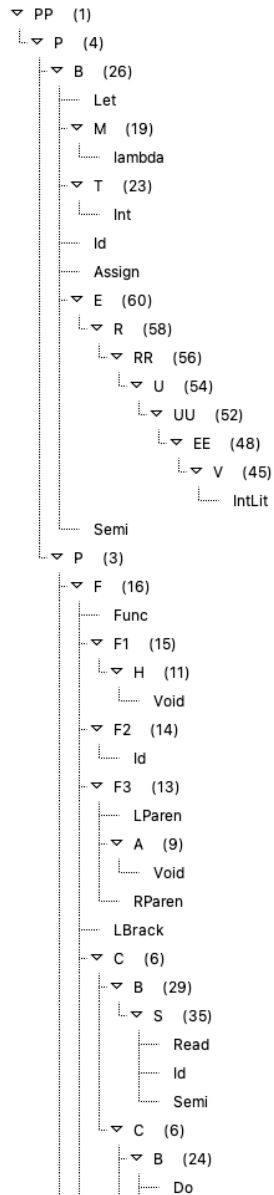 PP (1)
P (4)
B (26)
Let
M (19)
lambda
T (23)
Int
Id
Assign
E (60)
R (58)
RR (56)
U (54)
UU (52)
EE (48)
V (45)
IntLit
Semi
P (3)
F (16)
Func
F1 (15)
H (11)
Void
F2 (14)
Id
F3 (13)
LParen
A (9)
Void
RParen
LBrack
C (6)
B (29)
S (35)
Read
Id
Semi
C (6)
B (24)
Do